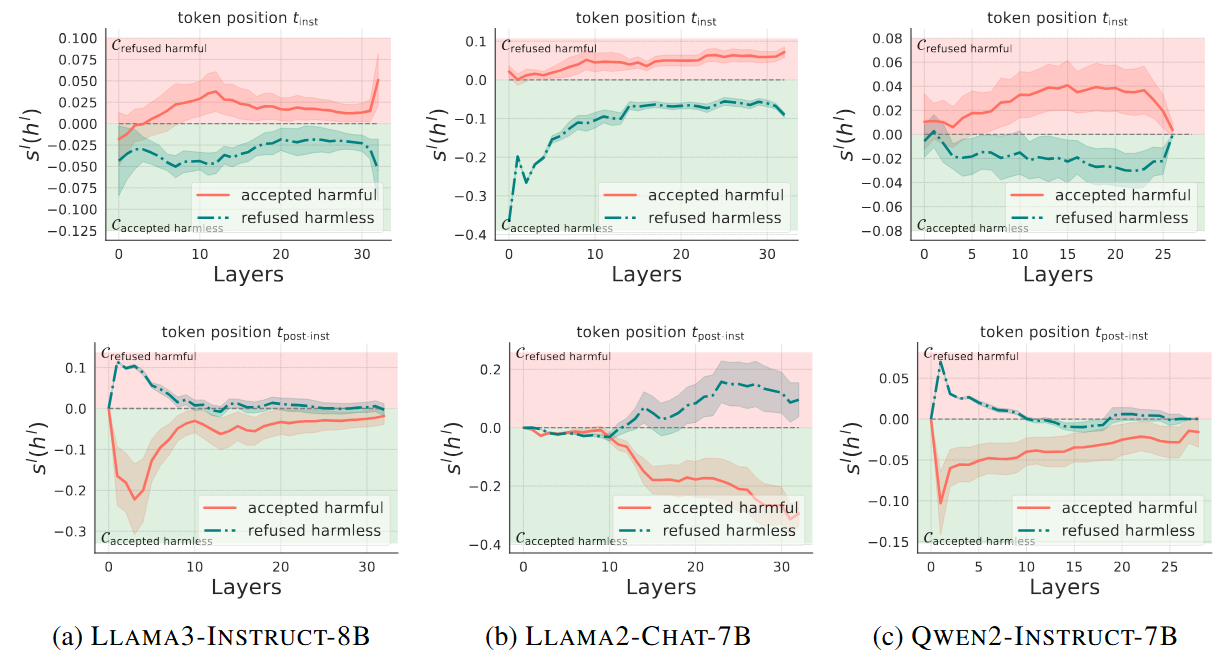 token position t_inst
token position t_inst
token position t_inst
0.100
0.075
0.050
0.025
0.000
−0.025
−0.050
−0.075
−0.100
−0.125
s^l(h^l)
C_refused harmful
C_accepted harmless
accepted harmful
refused harmless
0
10
20
30
Layers
0.1
0.0
−0.1
−0.2
−0.3
−0.4
s^l(h^l)
C_refused harmful
C_accepted harmless
accepted harmful
refused harmless
0
10
20
30
Layers
0.08
0.06
0.04
0.02
0.00
−0.02
−0.04
−0.06
−0.08
s^l(h^l)
C_refused harmful
C_accepted harmless
accepted harmful
refused harmless
0
5
10
15
20
25
Layers
token position t_post-inst
token position t_post-inst
token position t_post-inst
0.1
0.0
−0.1
−0.2
−0.3
s^l(h^l)
C_refused harmful
C_accepted harmless
accepted harmful
refused harmless
0
10
20
30
Layers
0.2
0.0
−0.2
−0.4
s^l(h^l)
C_refused harmful
C_accepted harmless
accepted harmful
refused harmless
0
10
20
30
Layers
0.05
0.00
−0.05
−0.10
−0.15
s^l(h^l)
C_refused harmful
C_accepted harmless
accepted harmful
refused harmless
0
5
10
15
20
25
Layers
(a) LLAMA3-INSTRUCT-8B
(b) LLAMA2-CHAT-7B
(c) QWEN2-INSTRUCT-7B